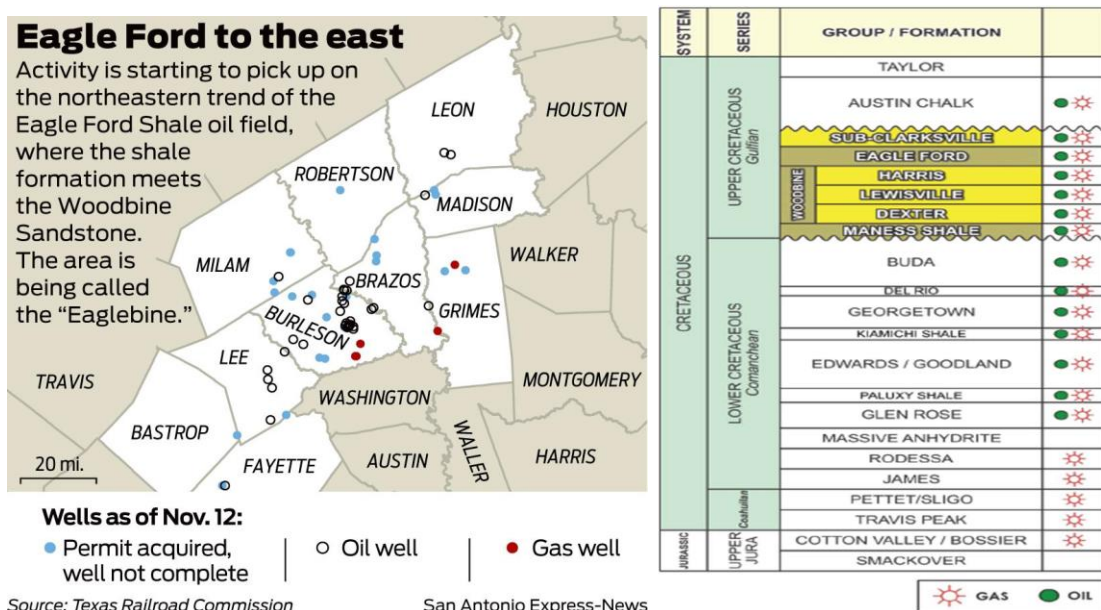 Eagle Ford to the east
Activity is starting to pick up on
the northeastern trend of the
Eagle Ford Shale oil field,
where the shale
formation meets
the Woodbine
Sandstone.
The area is
being called
the “Eaglebine.”
LEON
HOUSTON
ROBERTSON
MADISON
MILAM
BRAZOS
WALKER
GRIMES
BURLESON
LEE
TRAVIS
WASHINGTON
MONTGOMERY
BASTROP
WALLER
FAYETTE
AUSTIN
HARRIS
20 mi.
Wells as of Nov. 12:
Permit acquired,
well not complete
Oil well
Gas well
Source: Texas Railroad Commission
San Antonio Express-News
SYSTEM
SERIES
GROUP / FORMATION
CRETACEOUS
UPPER CRETACEOUS
Gulfian
TAYLOR
AUSTIN CHALK
SUB-CLARKSVILLE
EAGLE FORD
WOODBINE
HARRIS
LEWISVILLE
DEXTER
MANESS SHALE
LOWER CRETACEOUS
Comanchean
BUDA
DEL RIO
GEORGETOWN
KIAMICHI SHALE
EDWARDS / GOODLAND
PALUXY SHALE
GLEN ROSE
MASSIVE ANHYDRITE
RODESSA
JAMES
Coahuilan
PETTET/SLIGO
TRAVIS PEAK
JURASSIC
UPPER
JURA
COTTON VALLEY / BOSSIER
SMACKOVER
GAS
OIL